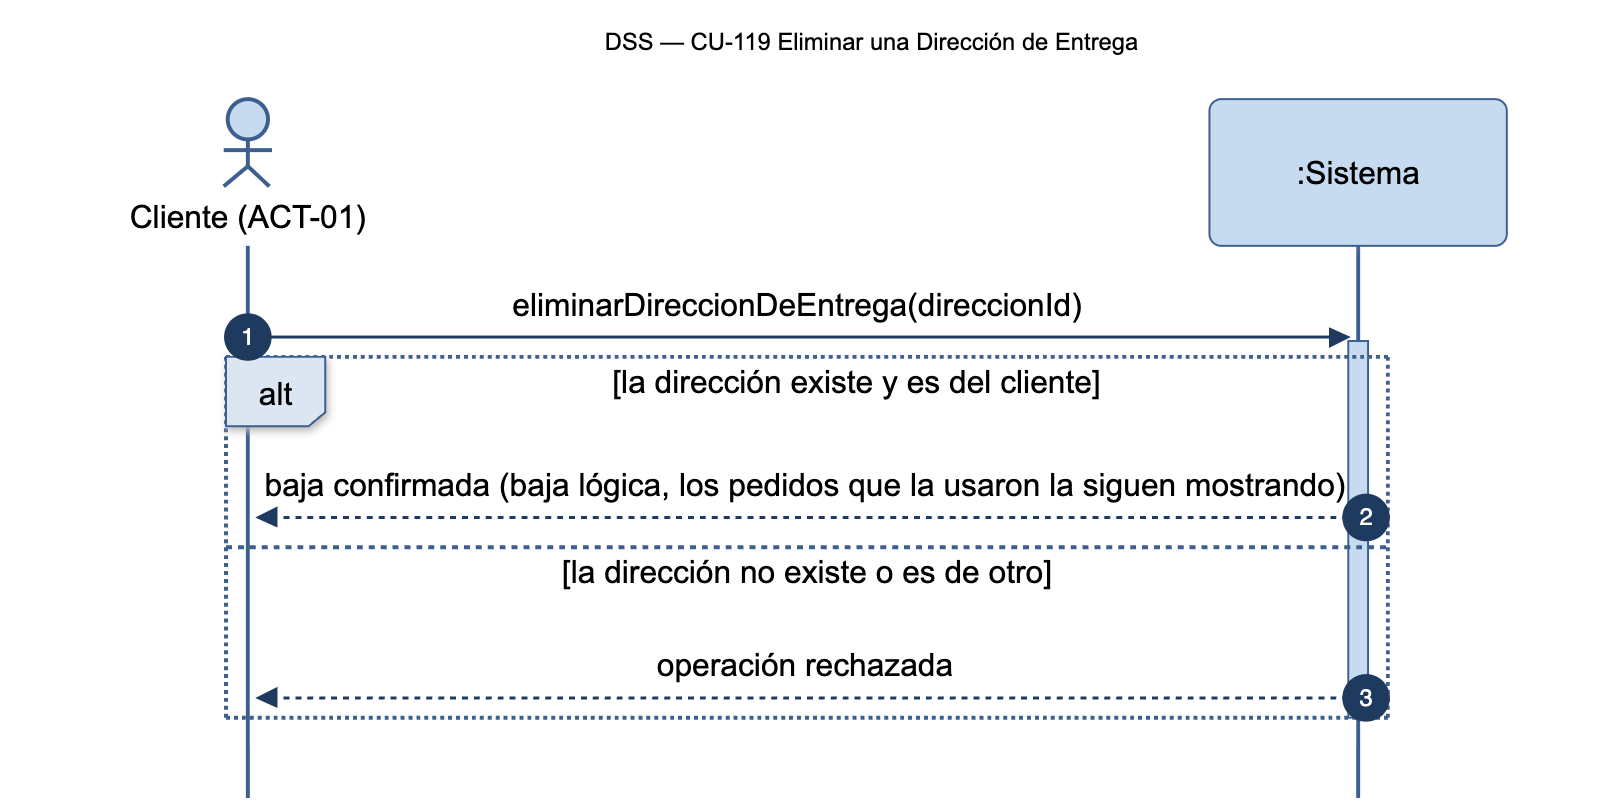 DSS — CU-119 Eliminar una Dirección de Entrega
Cliente (ACT-01)
:Sistema
eliminarDireccionDeEntrega(direccionId)
1
alt
[la dirección existe y es del cliente]
baja confirmada (baja lógica, los pedidos que la usaron la siguen mostrando)
2
[la dirección no existe o es de otro]
operación rechazada
3